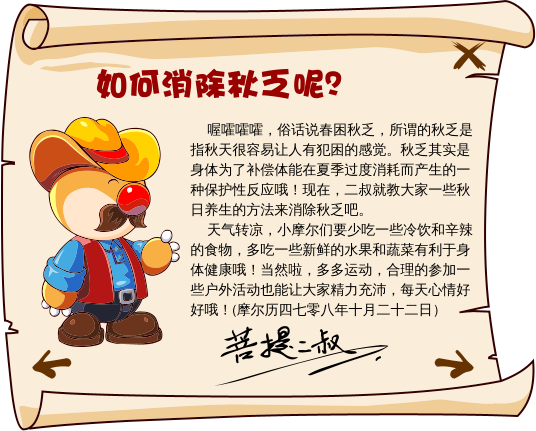 如何消除秋乏呢？
喔嚯嚯嚯，俗话说春困秋乏，所谓的秋乏是
指秋天很容易让人有犯困的感觉。秋乏其实是
身体为了补偿体能在夏季过度消耗而产生的一
种保护性反应哦！现在，二叔就教大家一些秋
日养生的方法来消除秋乏吧。
天气转凉，小摩尔们要少吃一些冷饮和辛辣
的食物，多吃一些新鲜的水果和蔬菜有利于身
体健康哦！当然啦，多多运动，合理的参加一
些户外活动也能让大家精力充沛，每天心情好
好哦！(摩尔历四七零八年十月二十二日）
菩提二叔